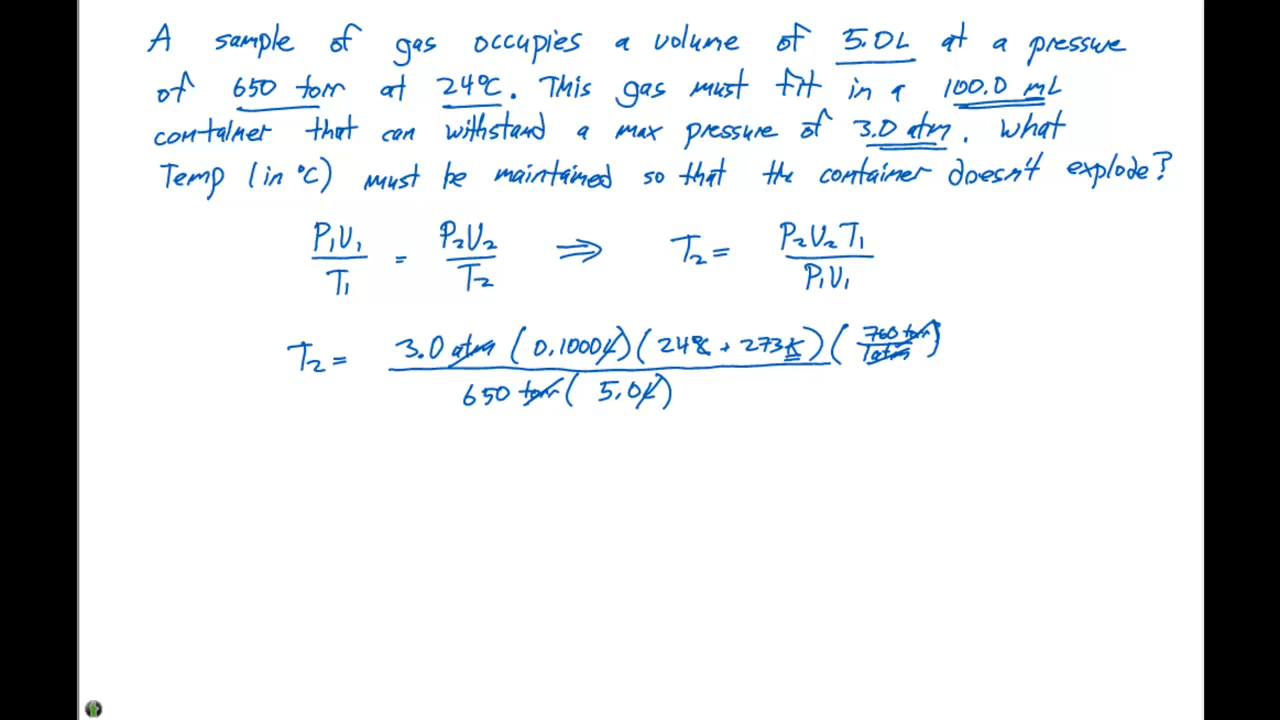 A sample of gas occupies a volume of 5.0L at a pressure
of 650 torr at 24°C. This gas must fit in a 100.0 mL
container that can withstand a max pressure of 3.0 atm. What
Temp (in °C) must be maintained so that the container doesn't explode?
P₁V₁/T₁ = P₂V₂/T₂ ⇒ T₂ = P₂V₂T₁/P₁V₁
T₂ = 3.0 atm (0.1000L)(24°C + 273K)(760 torr/1atm)/650 torr (5.0L)